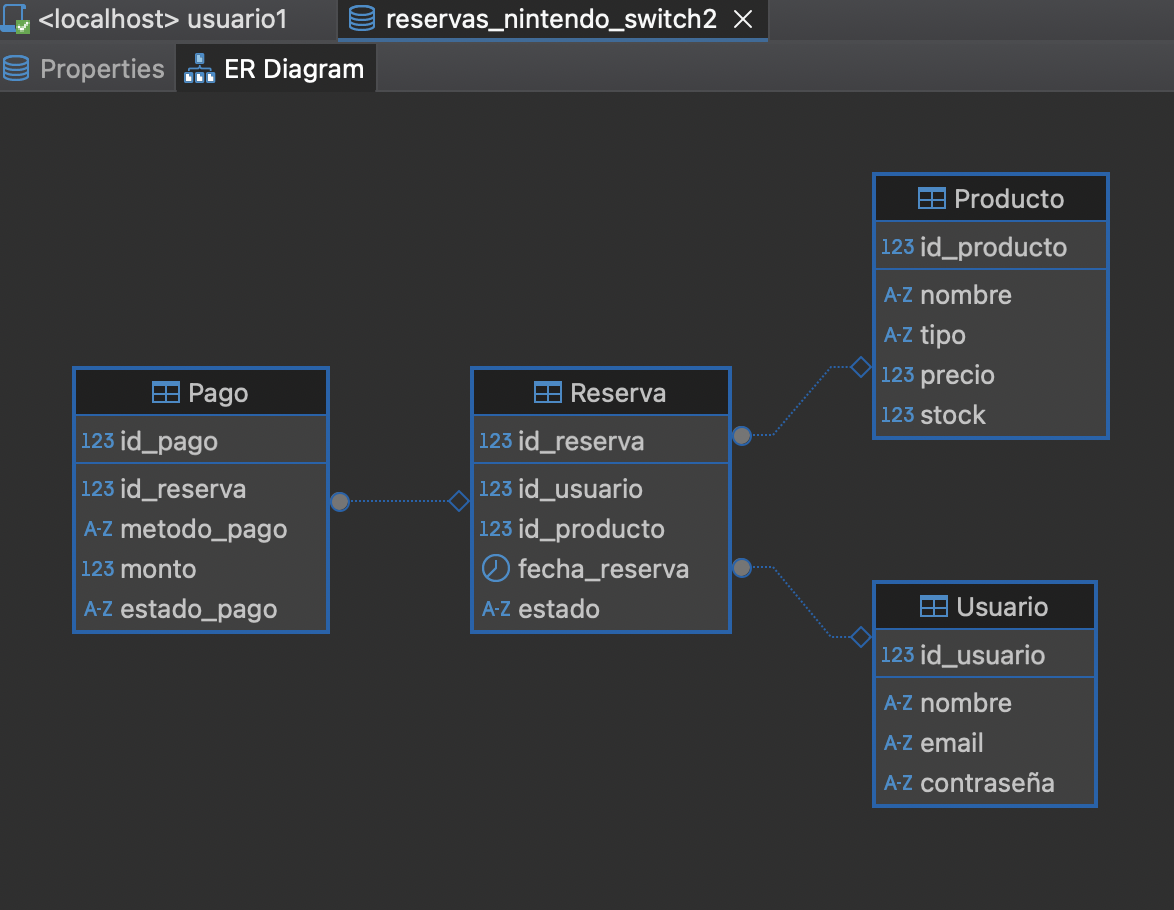 <localhost> usuario1
reservas_nintendo_switch2
Properties
ER Diagram
Producto
123 id_producto
A-Z nombre
A-Z tipo
123 precio
123 stock
Pago
123 id_pago
123 id_reserva
A-Z metodo_pago
123 monto
A-Z estado_pago
Reserva
123 id_reserva
123 id_usuario
123 id_producto
fecha_reserva
A-Z estado
Usuario
123 id_usuario
A-Z nombre
A-Z email
A-Z contraseña